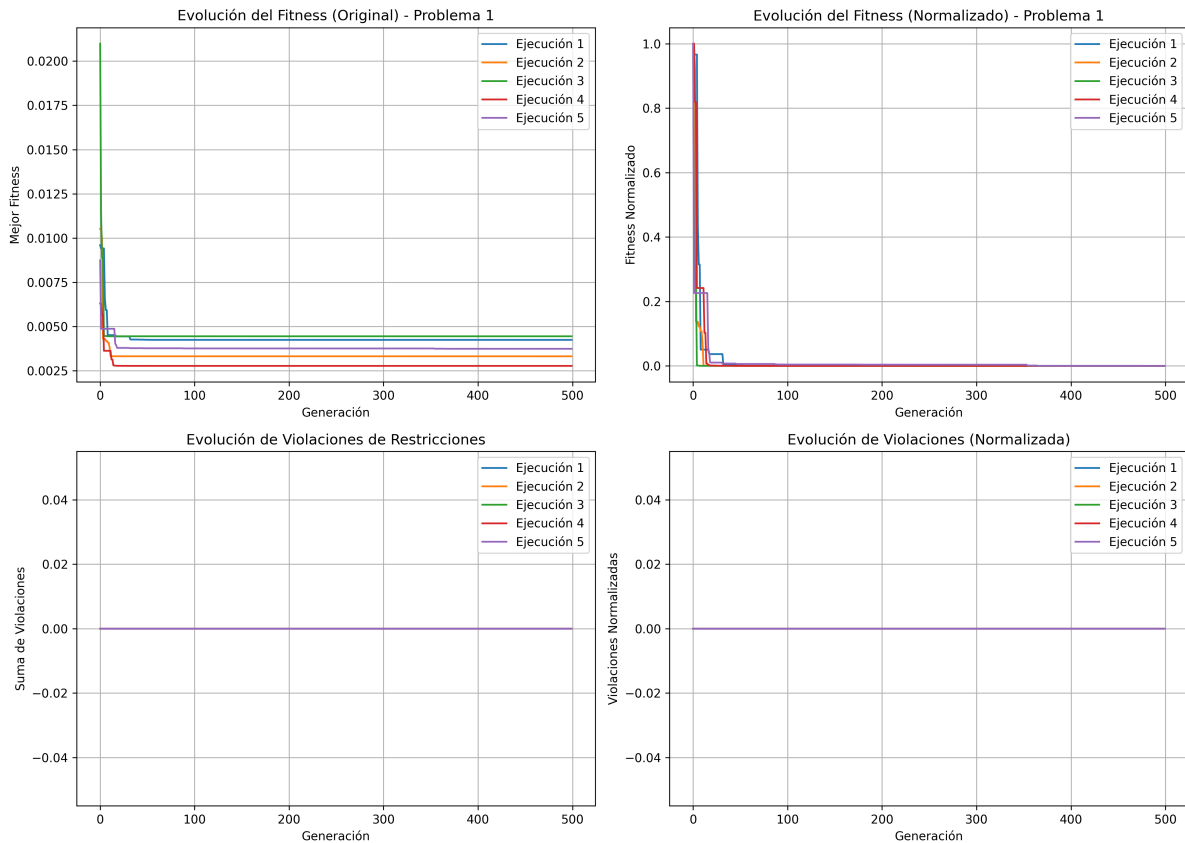 Evolución del Fitness (Original) - Problema 1
Mejor Fitness
0.0200
0.0175
0.0150
0.0125
0.0100
0.0075
0.0050
0.0025
0 100 200 300 400 500
Generación
Ejecución 1
Ejecución 2
Ejecución 3
Ejecución 4
Ejecución 5
Evolución del Fitness (Normalizado) - Problema 1
Fitness Normalizado
1.0
0.8
0.6
0.4
0.2
0.0
0 100 200 300 400 500
Generación
Ejecución 1
Ejecución 2
Ejecución 3
Ejecución 4
Ejecución 5
Evolución de Violaciones de Restricciones
Suma de Violaciones
0.04
0.02
0.00
−0.02
−0.04
0 100 200 300 400 500
Generación
Ejecución 1
Ejecución 2
Ejecución 3
Ejecución 4
Ejecución 5
Evolución de Violaciones (Normalizada)
Violaciones Normalizadas
0.04
0.02
0.00
−0.02
−0.04
0 100 200 300 400 500
Generación
Ejecución 1
Ejecución 2
Ejecución 3
Ejecución 4
Ejecución 5